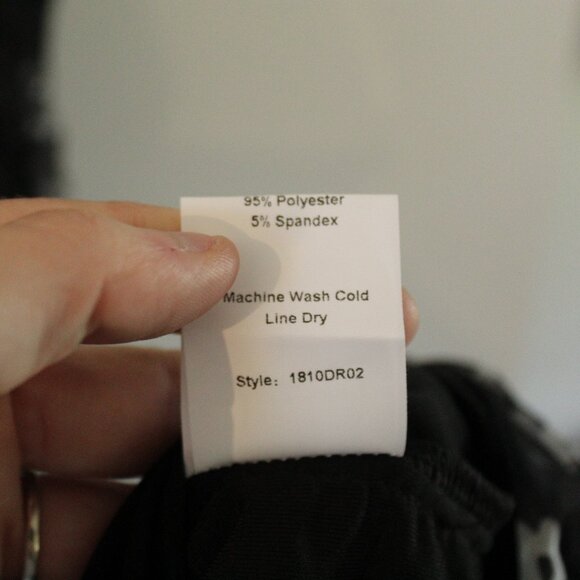 95% Polyester
5% Spandex
Machine Wash Cold
Line Dry
Style: 1810DR02